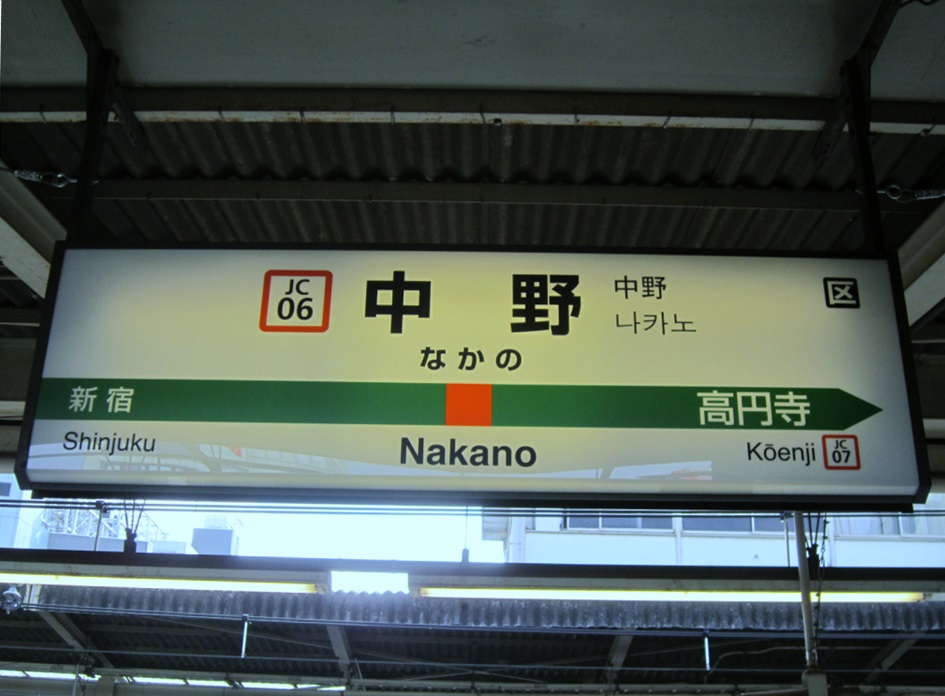 JC
06
中野
中野
나카노
区
なかの
新宿
高円寺
Shinjuku
Nakano
Kōenji
JC
07